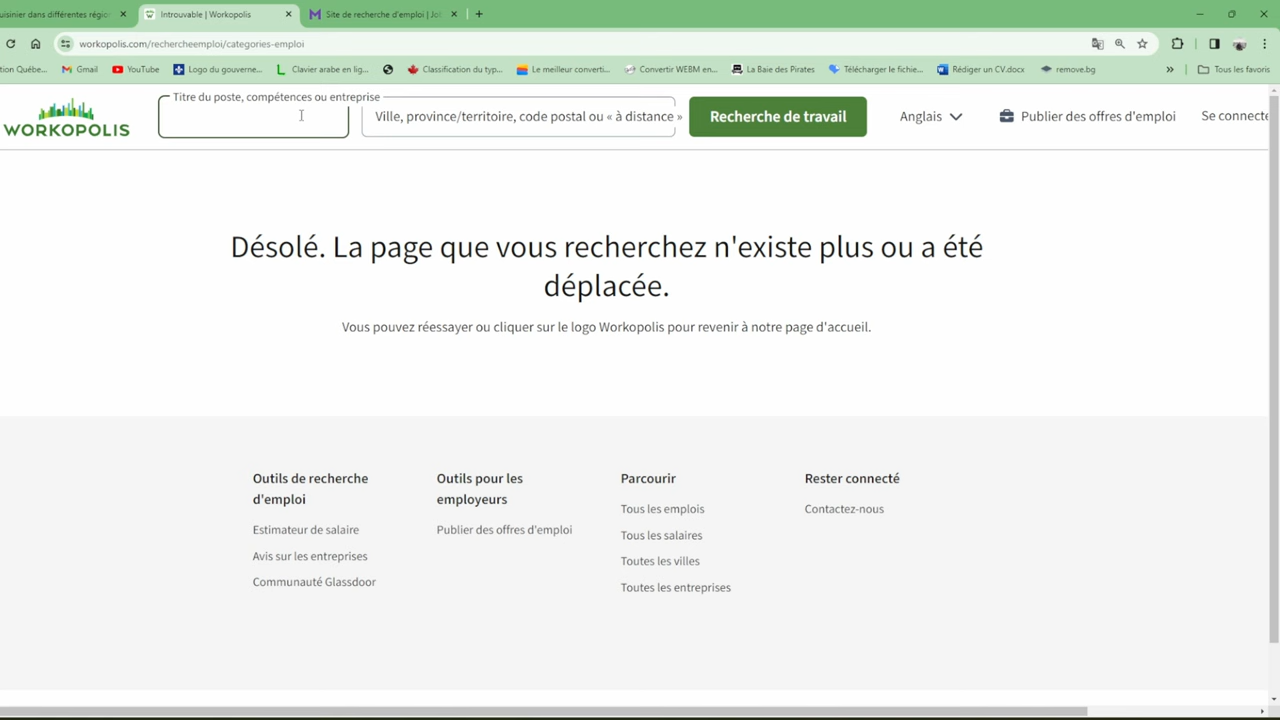 uisinier dans différentes régio
Introuvable | Workopolis
Site de recherche d'emploi | Jo
workopolis.com/rechercheemploi/categories-emploi
tion Québe...
Gmail
YouTube
Logo du gouverne...
Clavier arabe en lig...
Classification du typ...
Le meilleur converti...
Convertir WEBM en...
La Baie des Pirates
Télécharger le fichie...
Rédiger un CV.docx
remove.bg
»
Tous les favoris
WORKOPOLIS
Titre du poste, compétences ou entreprise
Ville, province/territoire, code postal ou « à distance »
Recherche de travail
Anglais
Publier des offres d'emploi
Se connecte
Désolé. La page que vous recherchez n'existe plus ou a été
déplacée.
Vous pouvez réessayer ou cliquer sur le logo Workopolis pour revenir à notre page d'accueil.
Outils de recherche
d'emploi
Estimateur de salaire
Avis sur les entreprises
Communauté Glassdoor
Outils pour les
employeurs
Publier des offres d'emploi
Parcourir
Tous les emplois
Tous les salaires
Toutes les villes
Toutes les entreprises
Rester connecté
Contactez-nous